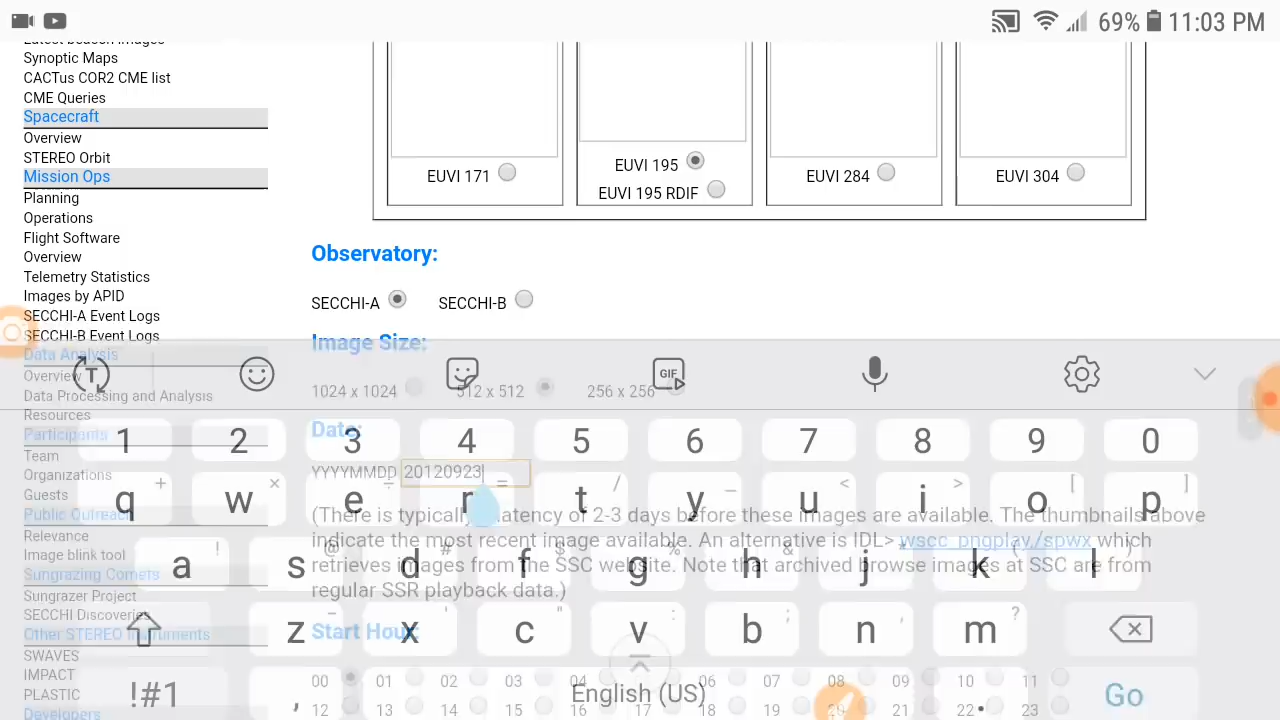 69% 11:03 PM
Latest beacon images
Synoptic Maps
CACTus COR2 CME list
CME Queries
Spacecraft
Overview
STEREO Orbit
Mission Ops
Planning
Operations
Flight Software
Overview
Telemetry Statistics
Images by APID
SECCHI-A Event Logs
SECCHI-B Event Logs
Data Analysis
Overview
Data Processing and Analysis
Resources
Participants
Team
Organizations
Guests
Public Outreach
Relevance
Image blink tool
Sungrazing Comets
Sungrazer Project
SECCHI Discoveries
Other STEREO Instruments
SWAVES
IMPACT
PLASTIC
Developers
EUVI 171
EUVI 195
EUVI 195 RDIF
EUVI 284
EUVI 304
Observatory:
SECCHI-A SECCHI-B
Image Size:
1024 x 1024 512 x 512 256 x 256
Date:
YYYYMMDD 20120923
(There is typically latency of 2-3 days before these images are available. The thumbnails above
indicate the most recent image available. An alternative is IDL> wscc_pngplay,/spwx which
retrieves images from the SSC website. Note that archived browse images at SSC are from
regular SSR playback data.)
Start Hour:
00 01 02 03 04 06 07 08 09 10 11
12 13 14 15 16 17 18 19 20 21 22 23
T GIF
1 2 3 4 5 6 7 8 9 0
q + w × e ÷ r = t / y _ u < i > o [ p ]
a ! s @ d # f $ g % h & j * k ( l )
z - x ' c " v : b ; n , m ?
!#1 , English (US) . Go